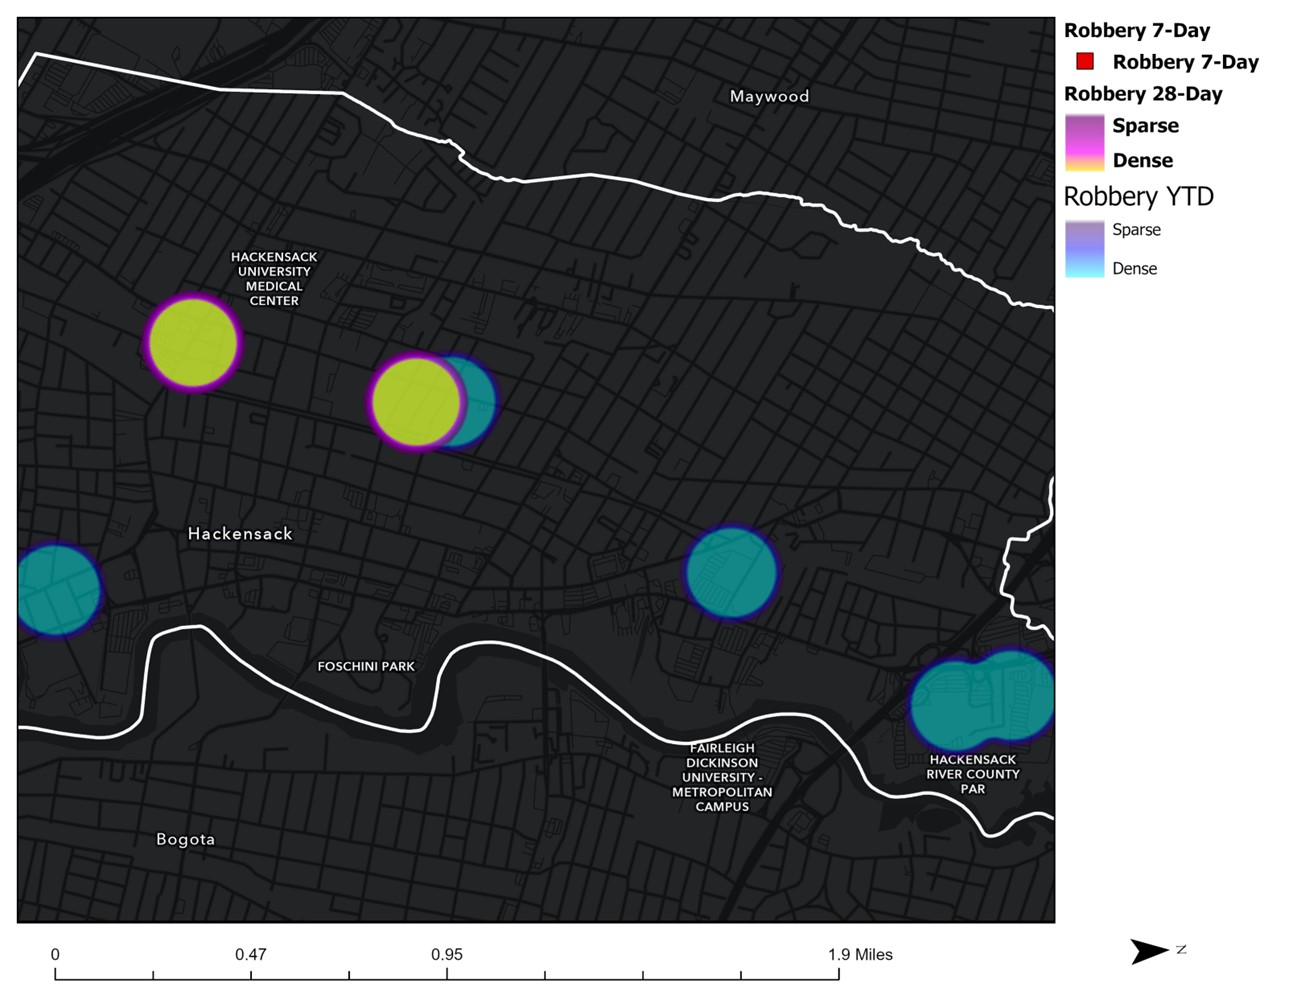 Maywood
HACKENSACK
UNIVERSITY
MEDICAL
CENTER
Hackensack
FOSCHINI PARK
FAIRLEIGH
DICKINSON
UNIVERSITY -
METROPOLITAN
CAMPUS
HACKENSACK
RIVER COUNTY
PAR
Bogota
Robbery 7-Day
Robbery 7-Day
Robbery 28-Day
Sparse
Dense
Robbery YTD
Sparse
Dense
0 0.47 0.95 1.9 Miles
N